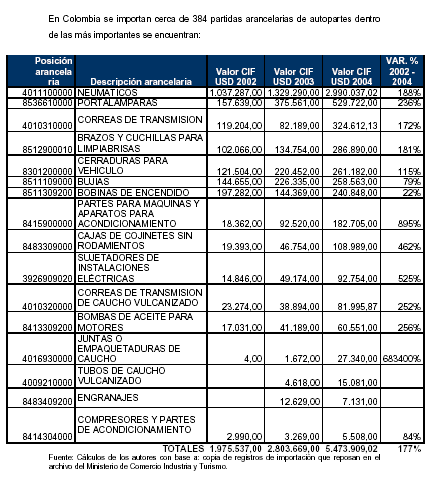 En Colombia se importan cerca de 384 partidas arancelarias de autopartes dentro
de las más importantes se encuentran:
Posición arancela ria Descripción arancelaria Valor CIF USD 2002 Valor CIF USD 2003 Valor CIF USD 2004 VAR. % 2002 - 2004
4011100000 NEUMATICOS 1.037.287,00 1.329.290,00 2.990.037,02 188%
8536610000 PORTALAMPARAS 157.639,00 375.561,00 529.722,00 236%
4010310000 CORREAS DE TRANSMISION 119.204,00 82.189,00 324.612,13 172%
BRAZOS Y CUCHILLAS PARA
8512900010 LIMPIABRISAS 102.066,00 134.754,00 286.890,00 181%
CERRADURAS PARA
8301200000 VEHICULO 121.504,00 220.452,00 261.182,00 115%
8511109000 BUJIAS 144.655,00 226.335,00 258.563,00 79%
8511309200 BOBINAS DE ENCENDIDO 197.282,00 144.369,00 240.848,00 22%
PARTES PARA MAQUINAS Y
APARATOS PARA
8415900000 ACONDICIONAMIENTO 18.362,00 92.520,00 182.705,00 895%
CAJAS DE COJINETES SIN
8483309000 RODAMIENTOS 19.393,00 46.754,00 108.989,00 462%
SUJETADORES DE
INSTALACIONES
3926909020 ELÉCTRICAS 14.846,00 49.174,00 92.754,00 525%
CORREAS DE TRANSMISION
4010320000 DE CAUCHO VULCANIZADO 23.274,00 38.894,00 81.995,87 252%
BOMBAS DE ACEITE PARA
8413309200 MOTORES 17.031,00 41.189,00 60.551,00 256%
JUNTAS O
EMPAQUETADURAS DE
4016930000 CAUCHO 4,00 1.672,00 27.340,00 683400%
TUBOS DE CAUCHO
4009210000 VULCANIZADO 4.618,00 15.081,00
8483409200 ENGRANAJES 12.629,00 7.131,00
COMPRESORES Y PARTES
8414304000 DE ACONDICIONAMIENTO 2.990,00 3.269,00 5.508,00 84%
TOTALES 1.975.537,00 2.803.669,00 5.473.909,02 177%
Fuente: Cálculos de los autores con base a: copia de registros de importación que reposan en el
archivo del Ministerio de Comercio Industria y Turismo.